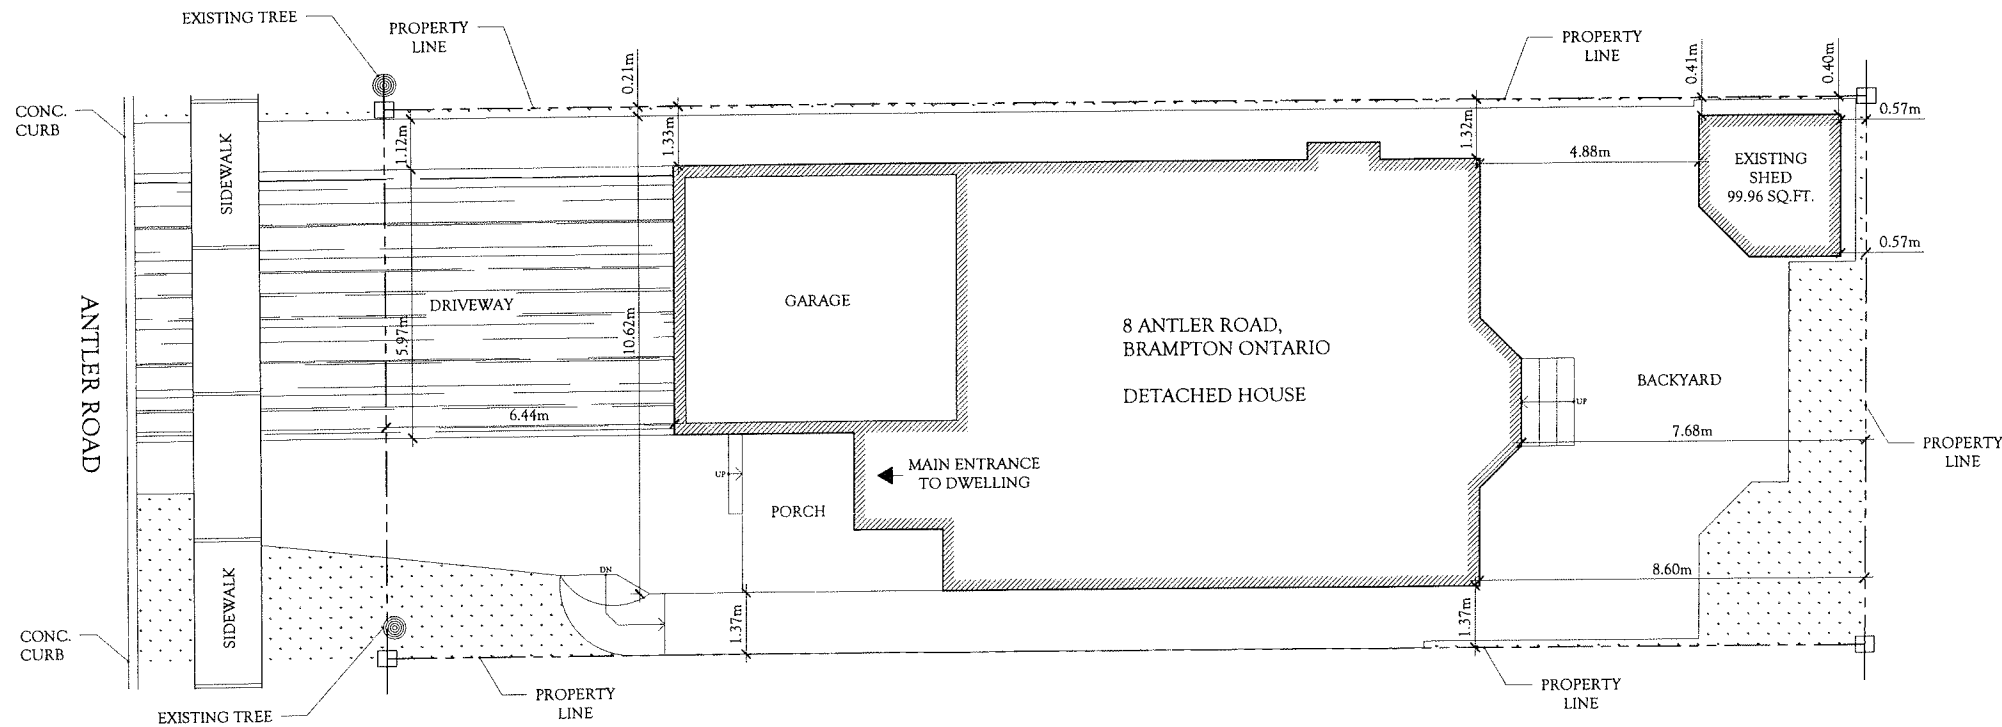 EXISTING TREE
PROPERTY
LINE
0.21m
PROPERTY
LINE
0.41m
0.40m
CONC.
CURB
SIDEWALK
1.12m
1.33m
1.32m
4.88m
0.57m
EXISTING
SHED
99.96 SQ.FT.
0.57m
ANTLER ROAD
DRIVEWAY
5.97m
10.62m
GARAGE
8 ANTLER ROAD,
BRAMPTON ONTARIO
DETACHED HOUSE
BACKYARD
UP
6.44m
7.68m
PROPERTY
LINE
UP
MAIN ENTRANCE
TO DWELLING
PORCH
DN
8.60m
SIDEWALK
1.37m
1.37m
CONC.
CURB
PROPERTY
LINE
PROPERTY
LINE
EXISTING TREE